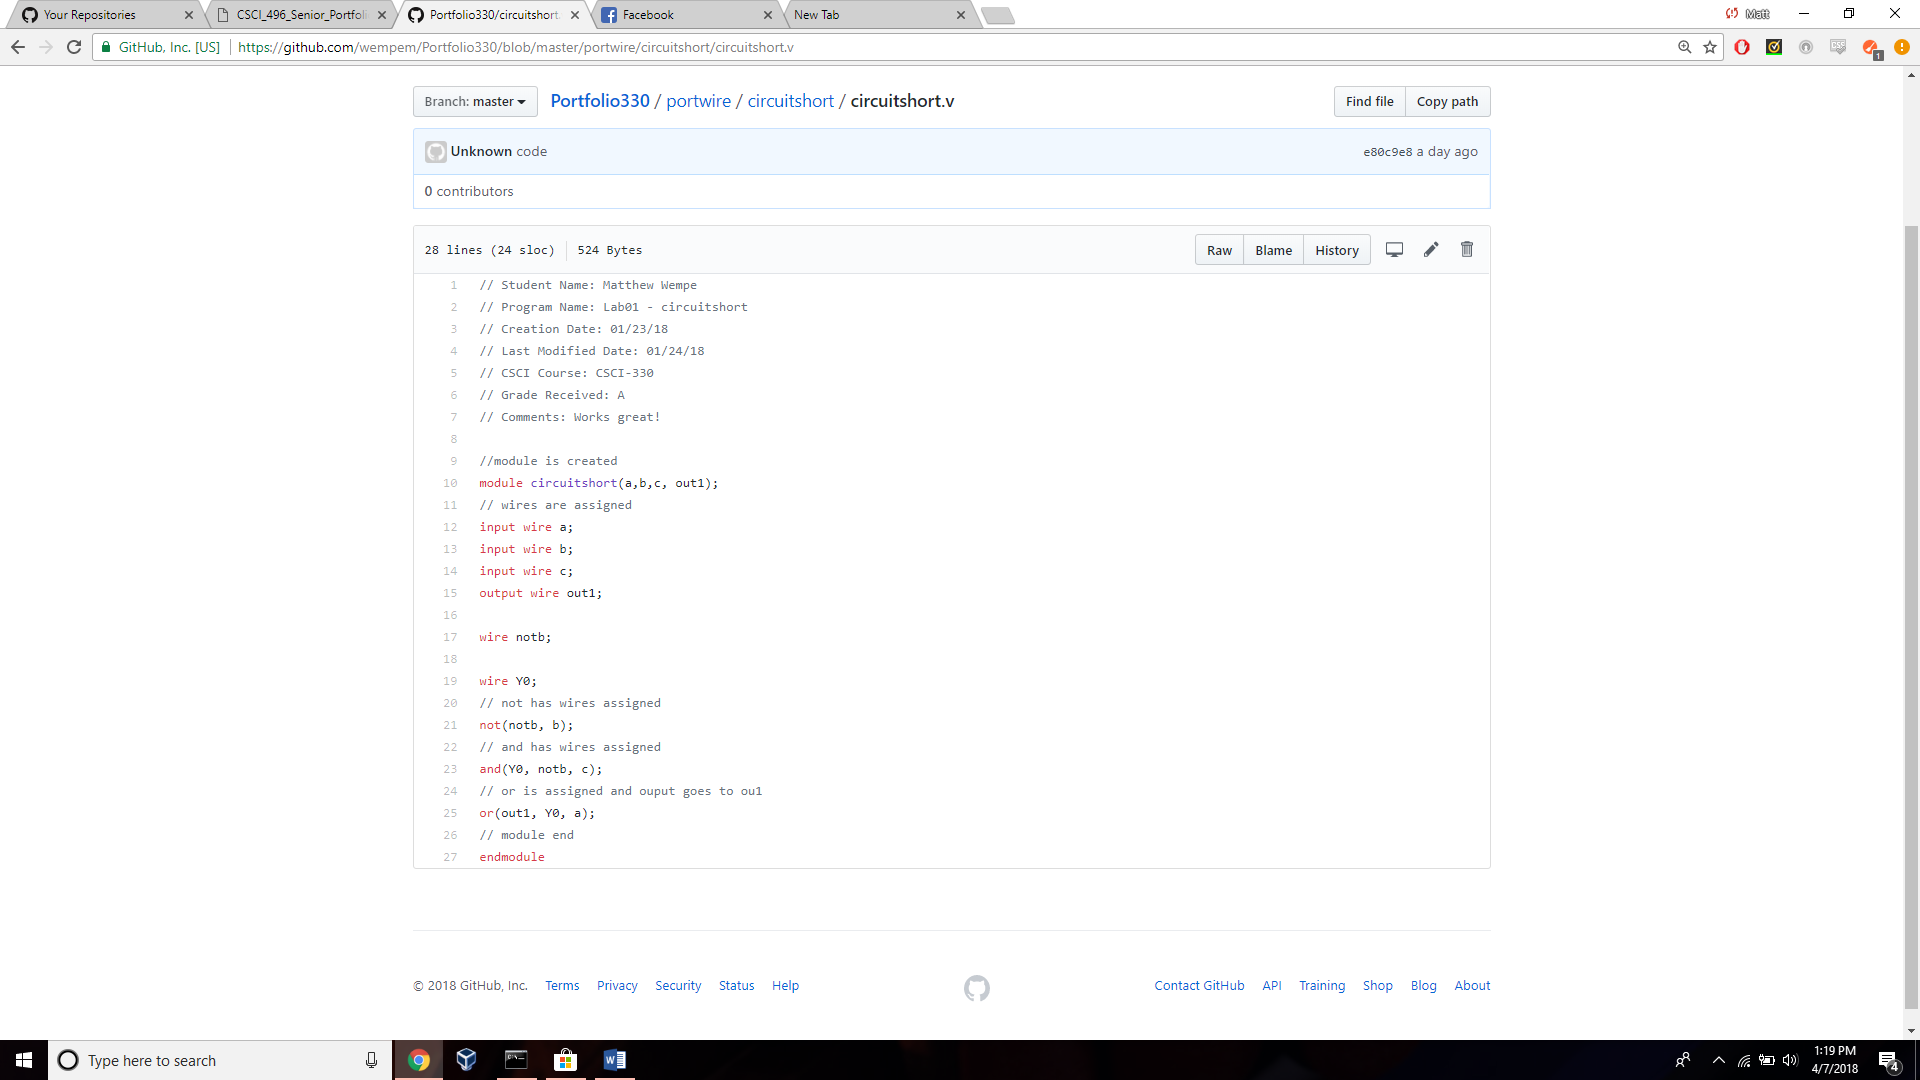 Your Repositories
CSCI_496_Senior_Portfoli
Portfolio330/circuitshort.
Facebook
New Tab
Matt
GitHub, Inc. [US]
https://github.com/wempem/Portfolio330/blob/master/portwire/circuitshort/circuitshort.v
1
Branch: master
Portfolio330 / portwire / circuitshort / circuitshort.v
Find file
Copy path
Unknown code
e80c9e8 a day ago
0 contributors
28 lines (24 sloc)
524 Bytes
Raw
Blame
History
1 // Student Name: Matthew Wempe
2 // Program Name: Lab01 - circuitshort
3 // Creation Date: 01/23/18
4 // Last Modified Date: 01/24/18
5 // CSCI Course: CSCI-330
6 // Grade Received: A
7 // Comments: Works great!
8
9 //module is created
10 module circuitshort(a,b,c, out1);
11 // wires are assigned
12 input wire a;
13 input wire b;
14 input wire c;
15 output wire out1;
16
17 wire notb;
18
19 wire Y0;
20 // not has wires assigned
21 not(notb, b);
22 // and has wires assigned
23 and(Y0, notb, c);
24 // or is assigned and ouput goes to ou1
25 or(out1, Y0, a);
26 // module end
27 endmodule
© 2018 GitHub, Inc.
Terms
Privacy
Security
Status
Help
Contact GitHub
API
Training
Shop
Blog
About
Type here to search
1:19 PM
4/7/2018
4